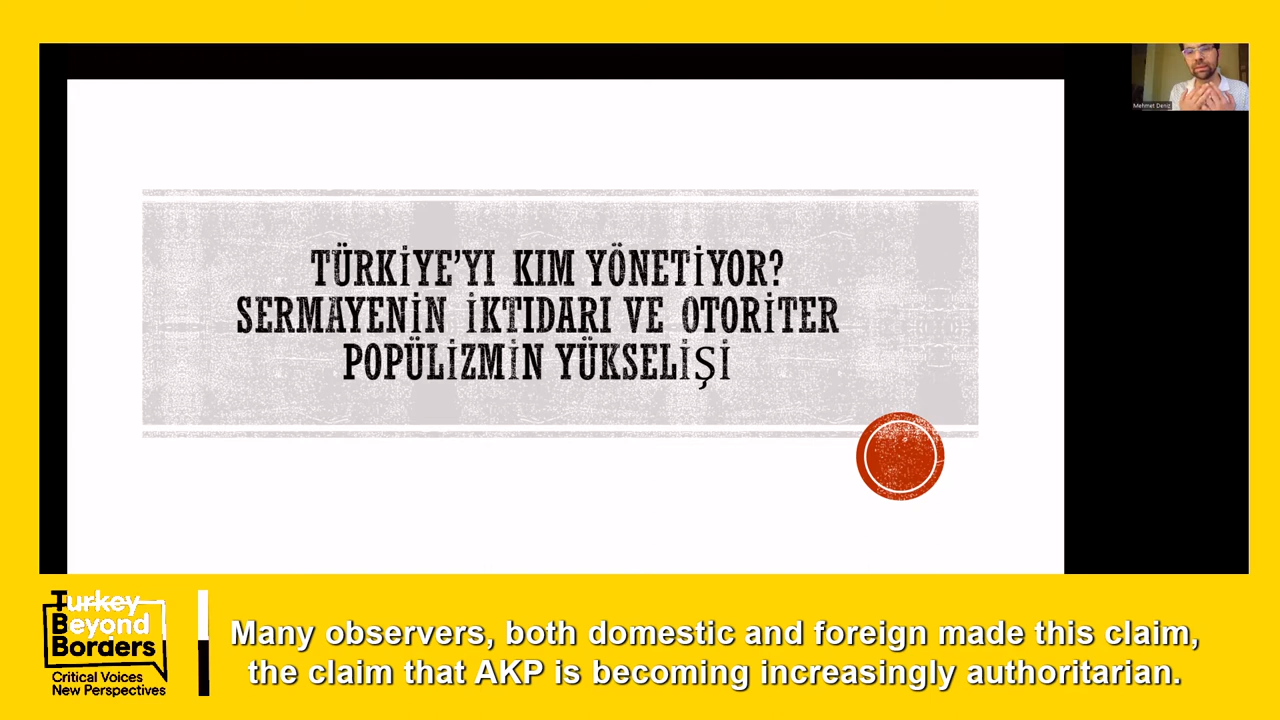 Mehmet Deniz
TÜRKİYE'YI KIM YÖNETİYOR?
SERMAYENİN İKTIDARI VE OTORİTER
POPÜLİZMİN YÜKSELİŞİ
Turkey
Beyond
Borders
Critical Voices
New Perspectives
Many observers, both domestic and foreign made this claim,
the claim that AKP is becoming increasingly authoritarian.